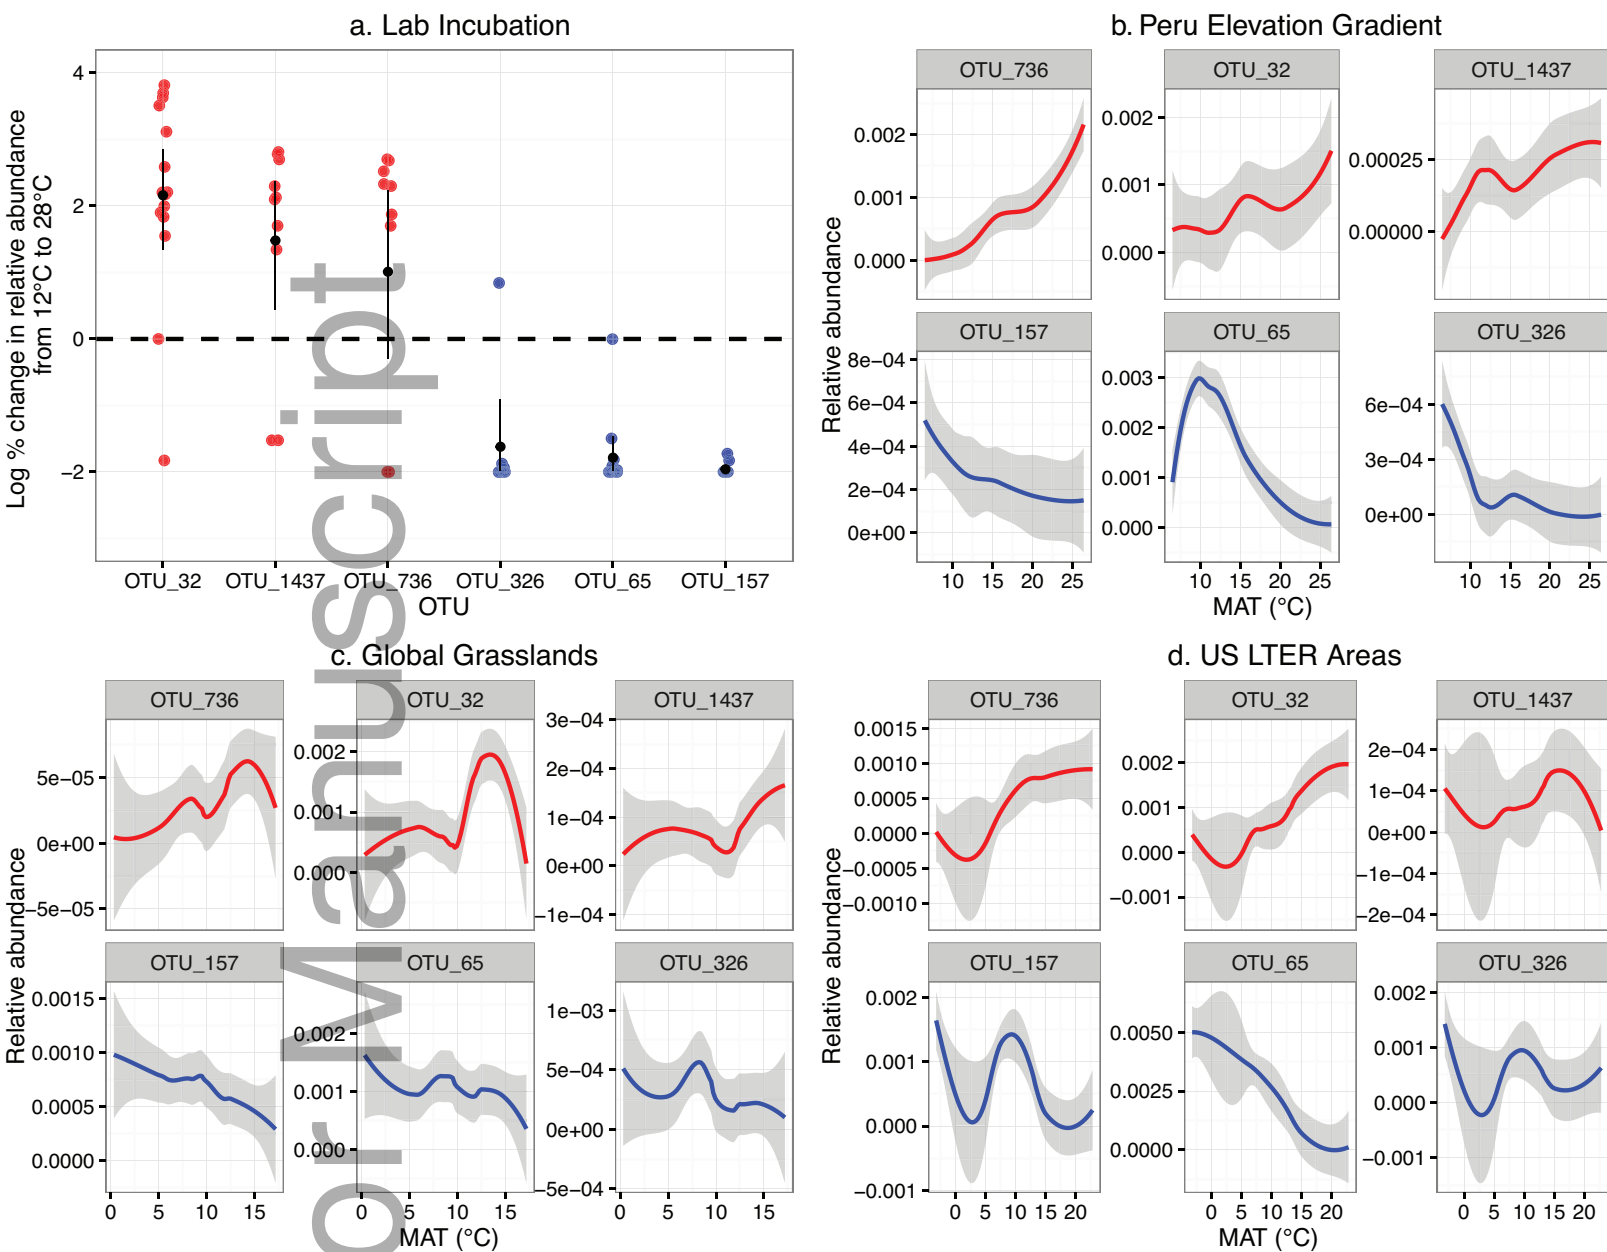 a. Lab Incubation
Log % change in relative abundance
from 12°C to 28°C
4
2
0
−2
OTU_32 OTU_1437 OTU_736 OTU_326 OTU_65 OTU_157
OTU
b. Peru Elevation Gradient
Relative abundance
OTU_736 OTU_32 OTU_1437
0.002
0.001
0.000
0.002
0.001
0.000
0.00025
0.00000
OTU_157 OTU_65 OTU_326
8e−04
6e−04
4e−04
2e−04
0e+00
0.003
0.002
0.001
0.000
6e−04
3e−04
0e+00
10 15 20 25 10 15 20 25 10 15 20 25
MAT (°C)
c. Global Grasslands
Relative abundance
OTU_736 OTU_32 OTU_1437
5e−05
0e+00
−5e−05
0.002
0.001
0.000
3e−04
2e−04
1e−04
0e+00
−1e−04
OTU_157 OTU_65 OTU_326
0.0015
0.0010
0.0005
0.0000
0.002
0.001
0.000
1e−03
5e−04
0e+00
−5e−04
0 5 10 15 0 5 10 15 0 5 10 15
MAT (°C)
d. US LTER Areas
Relative abundance
OTU_736 OTU_32 OTU_1437
0.0015
0.0010
0.0005
0.0000
−0.0005
−0.0010
0.002
0.001
0.000
−0.001
2e−04
1e−04
0e+00
−1e−04
−2e−04
OTU_157 OTU_65 OTU_326
0.002
0.001
0.000
−0.001
0.0050
0.0025
0.0000
0.002
0.001
0.000
−0.001
0 5 10 15 20 0 5 10 15 20 0 5 10 15 20
MAT (°C)
or Manuscript